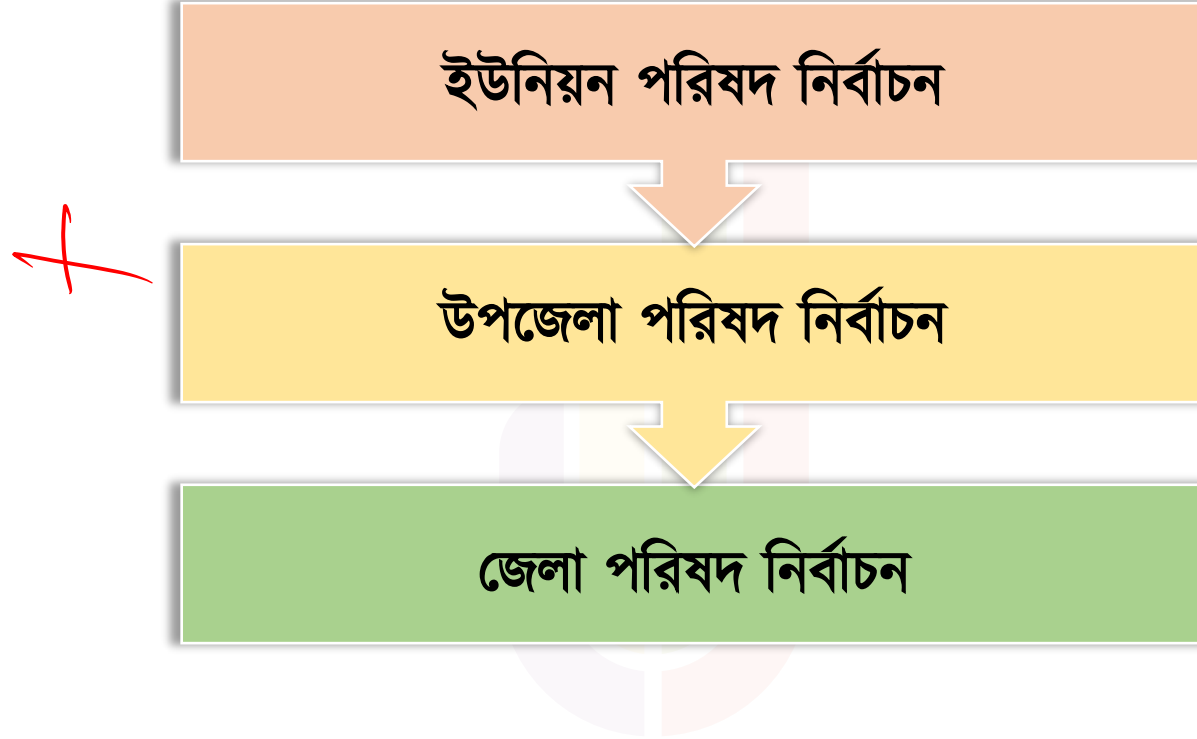 ইউনিয়ন পরিষদ নির্বাচন
উপজেলা পরিষদ নির্বাচন
জেলা পরিষদ নির্বাচন